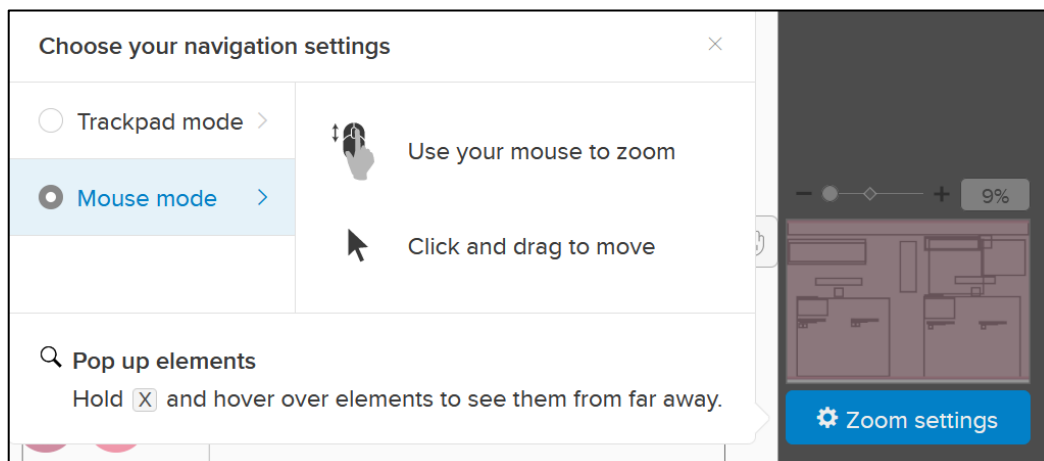 Choose your navigation settings
Trackpad mode
Use your mouse to zoom
Mouse mode
Click and drag to move
9%
Pop up elements
Hold X and hover over elements to see them from far away.
Zoom settings